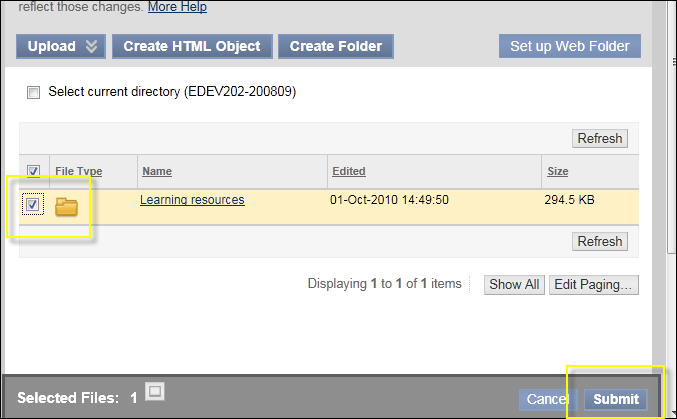 reflect those changes. More Help
Upload Create HTML Object Create Folder Set up Web Folder
Select current directory (EDEV202-200809)
Refresh
File Type Name Edited Size
Learning resources 01-Oct-2010 14:49:50 294.5 KB
Refresh
Displaying 1 to 1 of 1 items Show All Edit Paging...
Selected Files: 1 Cancel Submit